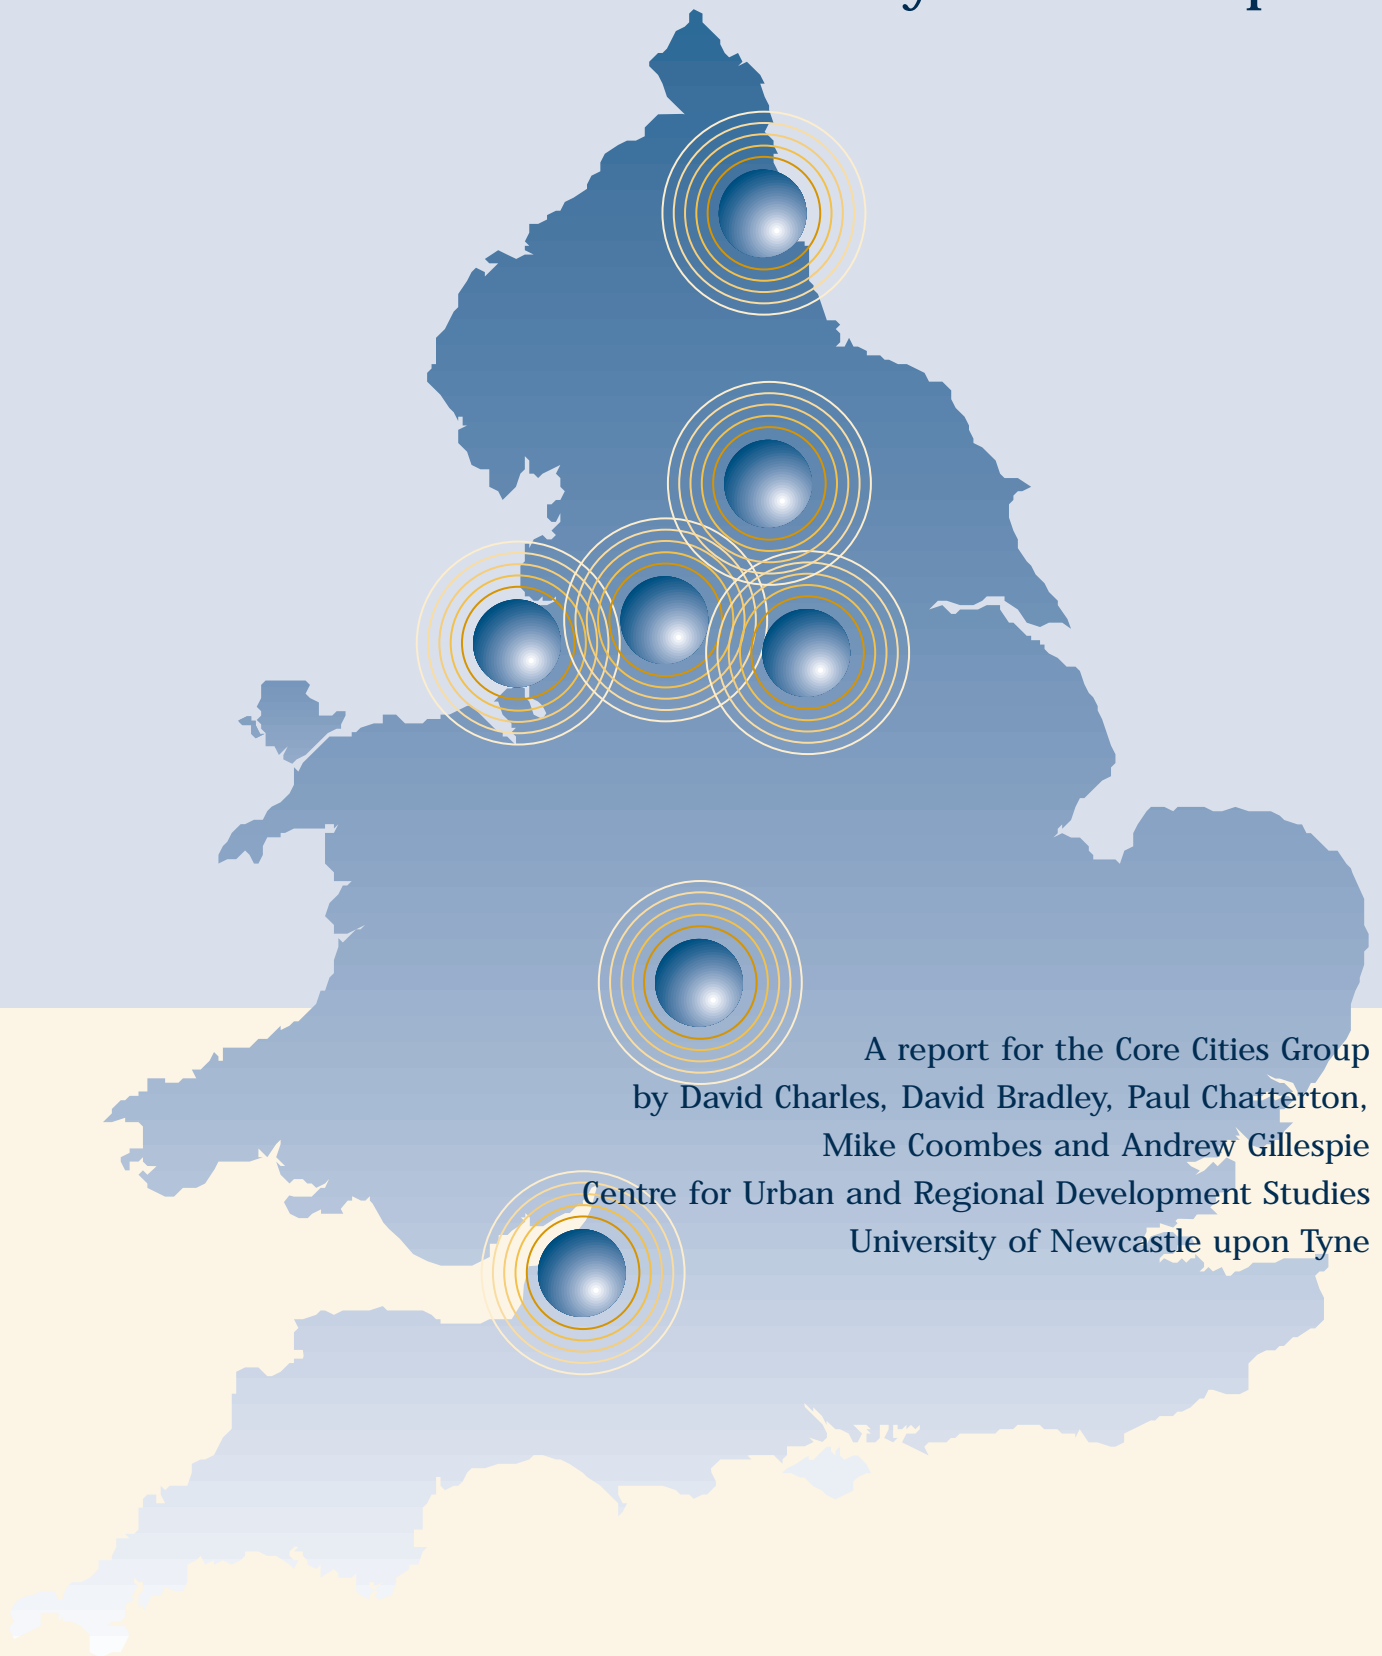 A report for the Core Cities Group
by David Charles, David Bradley, Paul Chatterton,
Mike Coombes and Andrew Gillespie
Centre for Urban and Regional Development Studies
University of Newcastle upon Tyne